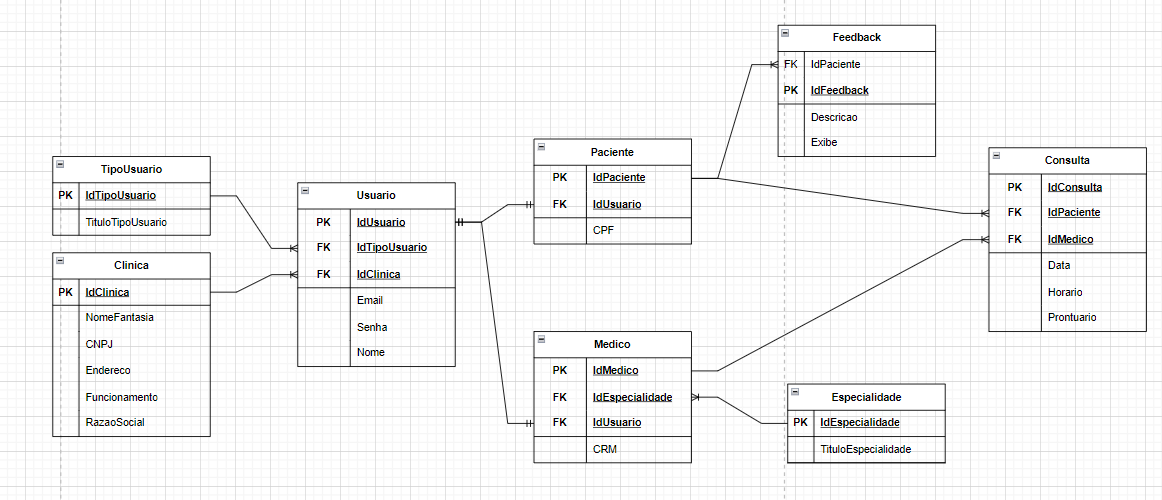 TipoUsuario
PK IdTipoUsuario
TituloTipoUsuario
Clinica
PK IdClinica
NomeFantasia
CNPJ
Endereco
Funcionamento
RazaoSocial
Usuario
PK IdUsuario
FK IdTipoUsuario
FK IdClinica
Email
Senha
Nome
Paciente
PK IdPaciente
FK IdUsuario
CPF
Medico
PK IdMedico
FK IdEspecialidade
FK IdUsuario
CRM
Feedback
FK IdPaciente
PK IdFeedback
Descricao
Exibe
Especialidade
PK IdEspecialidade
TituloEspecialidade
Consulta
PK IdConsulta
FK IdPaciente
FK IdMedico
Data
Horario
Prontuario